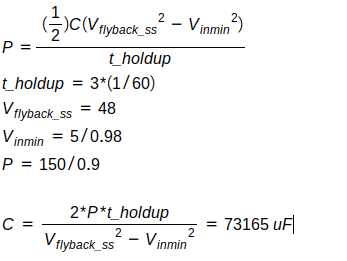 P = (1/2)C(V_flyback_ss² − V_inmin²) / t_holdup
t_holdup = 3*(1/60)
V_flyback_ss = 48
V_inmin = 5/0.98
P = 150/0.9
C = 2*P*t_holdup / (V_flyback_ss² − V_inmin²) = 73165 uF